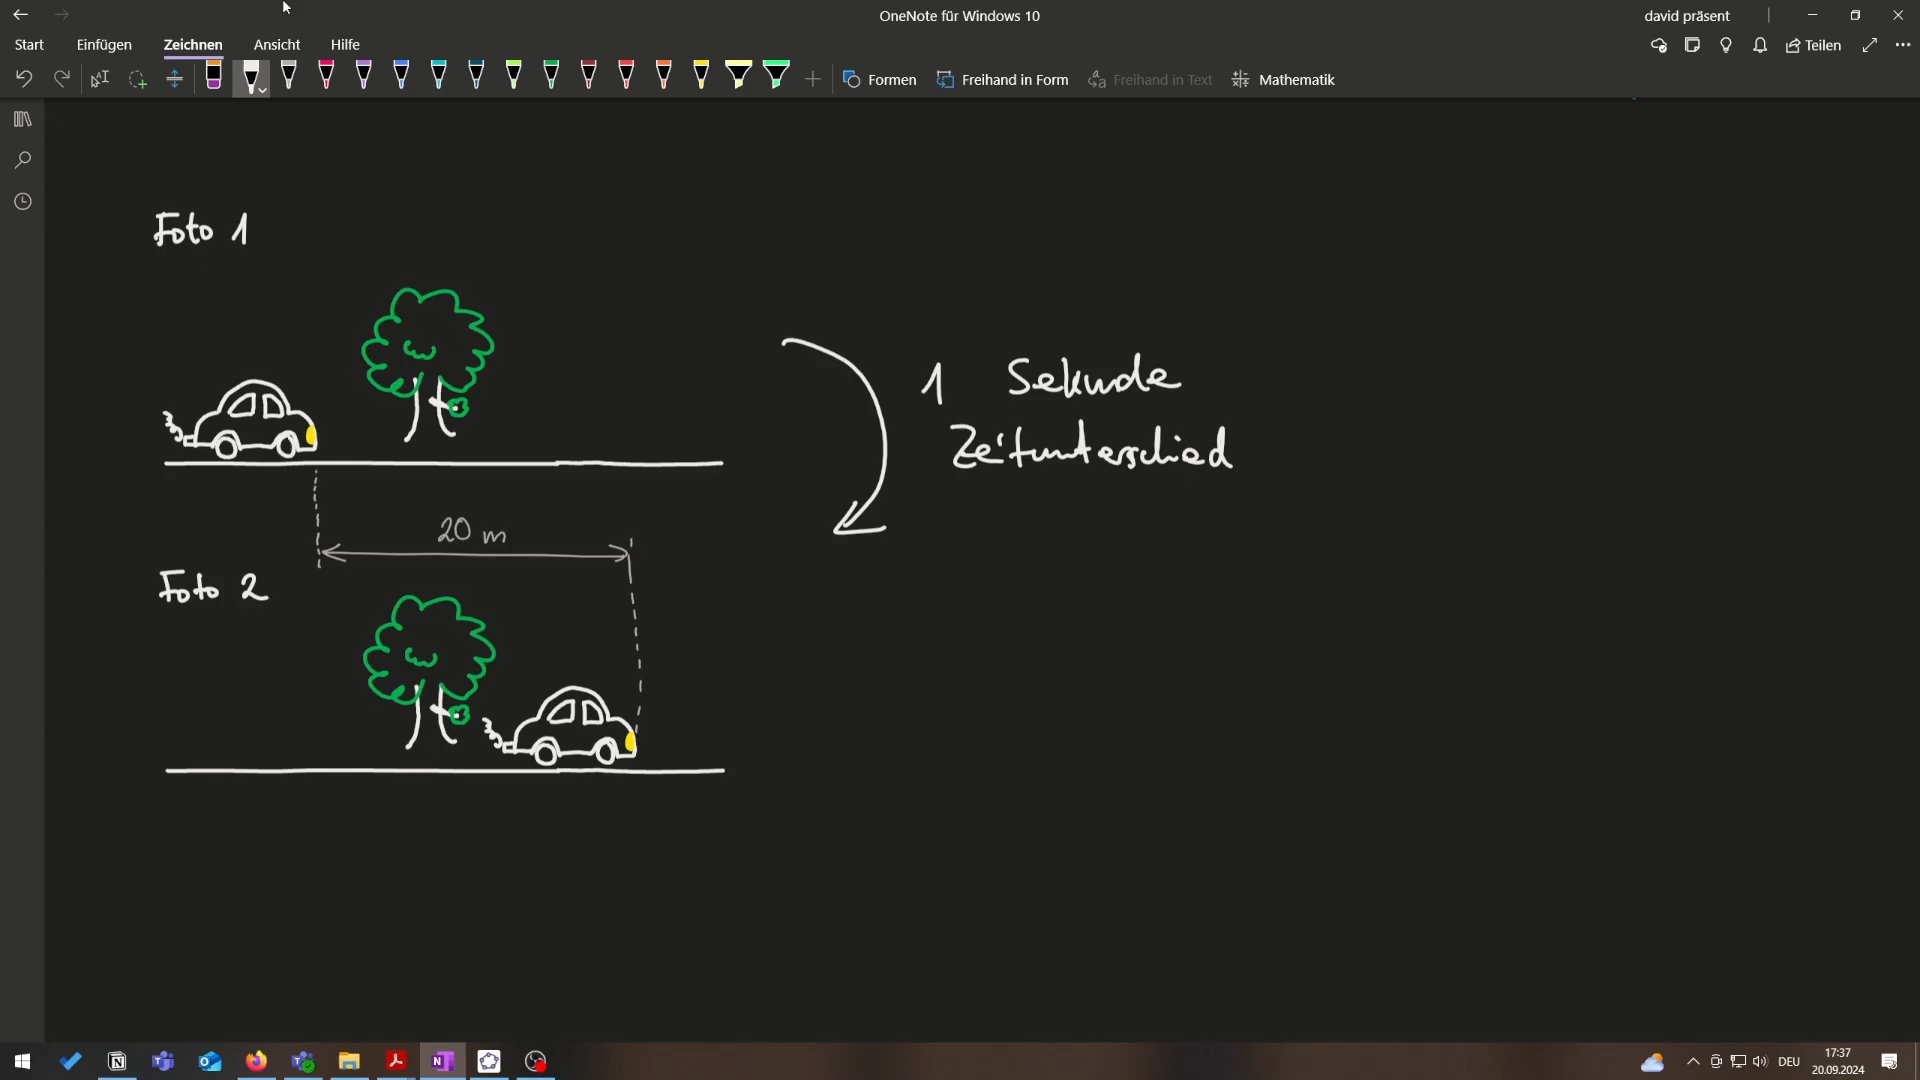 OneNote für Windows 10
david präsent
Start Einfügen Zeichnen Ansicht Hilfe
Teilen
Formen Freihand in Form Freihand in Text Mathematik
Foto 1
1 Sekunde
Zeitunterschied
20 m
Foto 2
DEU
17:37
20.09.2024